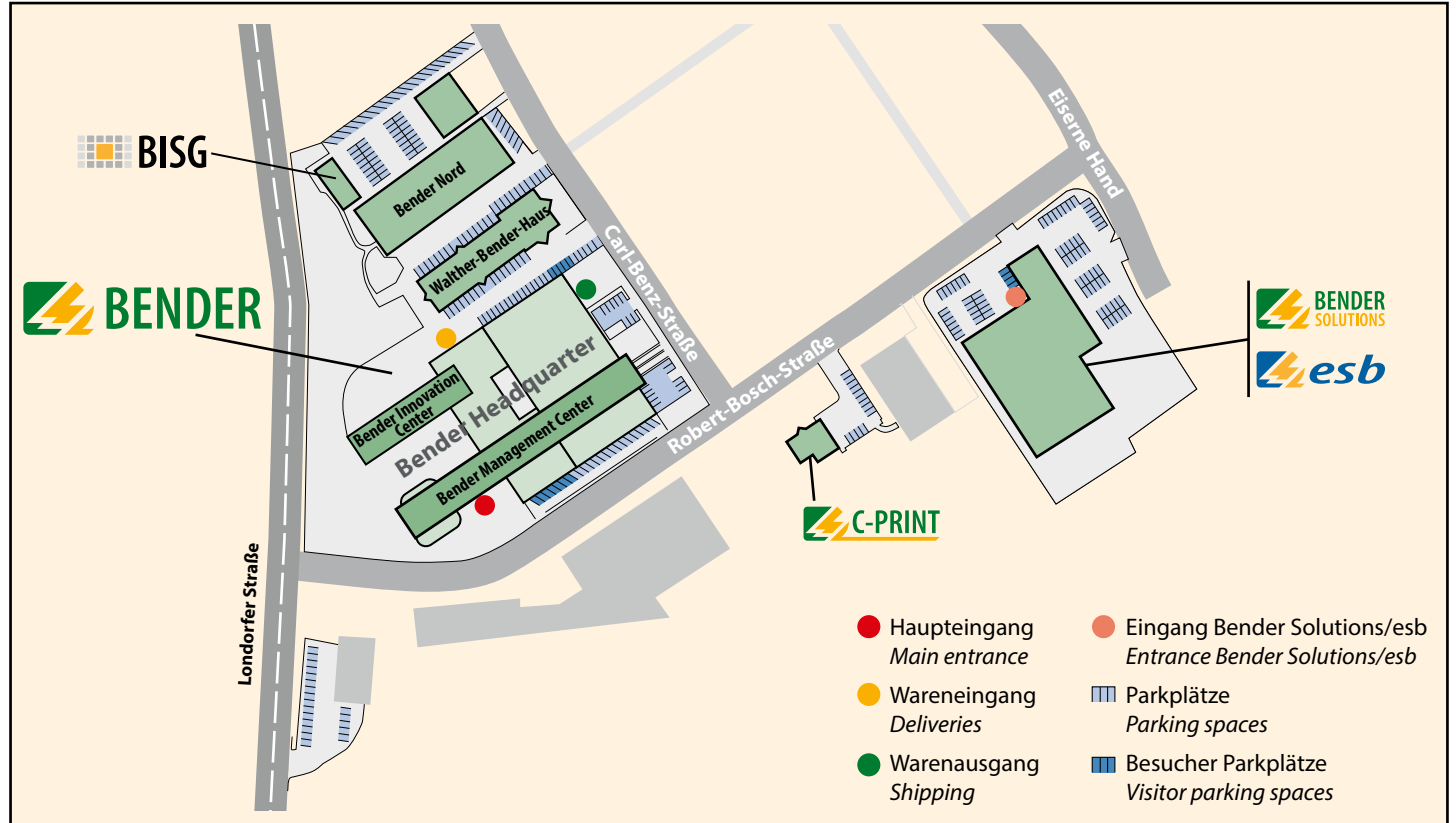 BISG
Bender Nord
Walther-Bender-Haus
BENDER
Bender Innovation
Center
Bender Headquarter
Bender Management Center
Carl-Benz-Straße
Robert-Bosch-Straße
Eiserne Hand
Londorfer Straße
BENDER
SOLUTIONS
esb
C-PRINT
Haupteingang
Main entrance
Wareneingang
Deliveries
Warenausgang
Shipping
Eingang Bender Solutions/esb
Entrance Bender Solutions/esb
Parkplätze
Parking spaces
Besucher Parkplätze
Visitor parking spaces